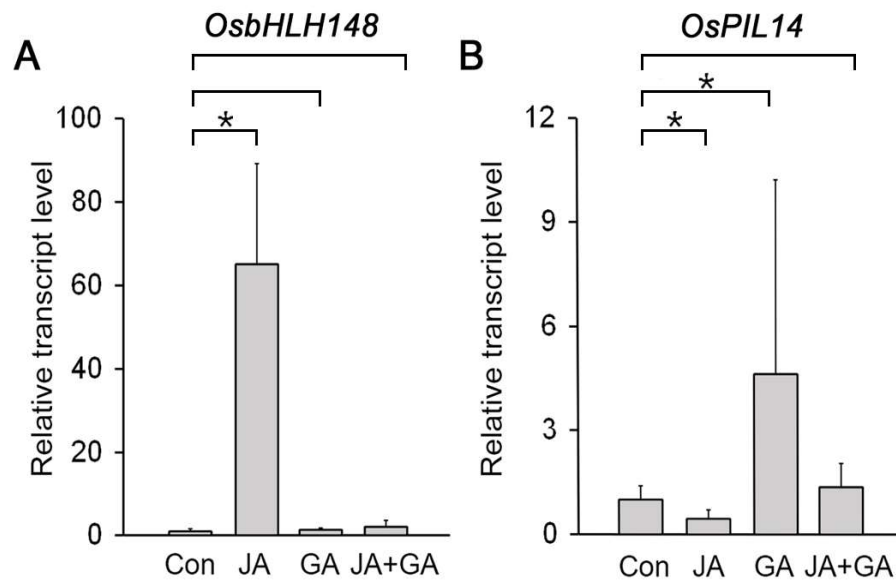 A
OsbHLH148
*
Relative transcript level
100
80
60
40
20
0
Con JA GA JA+GA
B
OsPIL14
*
*
Relative transcript level
12
9
6
3
0
Con JA GA JA+GA